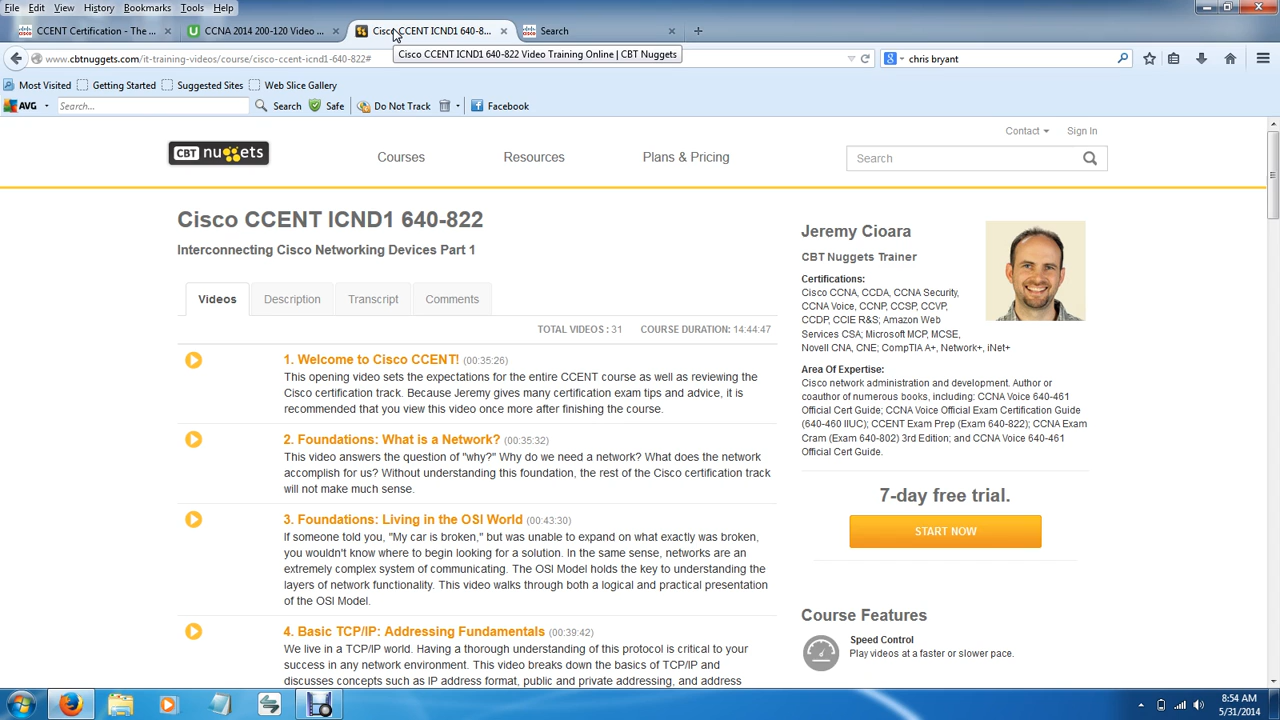 File Edit View History Bookmarks Tools Help
CCENT Certification - The ... × CCNA 2014 200-120 Video ... × Cisco CCENT ICND1 640-8... × Search × +
www.cbtnuggets.com/it-training-videos/course/cisco-ccent-icnd1-640-822#
Cisco CCENT ICND1 640-822 Video Training Online | CBT Nuggets
chris bryant
Most Visited Getting Started Suggested Sites Web Slice Gallery
AVG Search... Search Safe Do Not Track Facebook
Contact Sign In
CBT nuggets Courses Resources Plans & Pricing Search
Cisco CCENT ICND1 640-822
Interconnecting Cisco Networking Devices Part 1
Videos Description Transcript Comments
TOTAL VIDEOS : 31 COURSE DURATION: 14:44:47
1. Welcome to Cisco CCENT! (00:35:26)
This opening video sets the expectations for the entire CCENT course as well as reviewing the
Cisco certification track. Because Jeremy gives many certification exam tips and advice, it is
recommended that you view this video once more after finishing the course.
2. Foundations: What is a Network? (00:35:32)
This video answers the question of "why?" Why do we need a network? What does the network
accomplish for us? Without understanding this foundation, the rest of the Cisco certification track
will not make much sense.
3. Foundations: Living in the OSI World (00:43:30)
If someone told you, "My car is broken," but was unable to expand on what exactly was broken,
you wouldn't know where to begin looking for a solution. In the same sense, networks are an
extremely complex system of communicating. The OSI Model holds the key to understanding the
layers of network functionality. This video walks through both a logical and practical presentation
of the OSI Model.
4. Basic TCP/IP: Addressing Fundamentals (00:39:42)
We live in a TCP/IP world. Having a thorough understanding of this protocol is critical to your
success in any network environment. This video breaks down the basics of TCP/IP and
discusses concepts such as IP address format, public and private addressing, and address
Jeremy Cioara
CBT Nuggets Trainer
Certifications:
Cisco CCNA, CCDA, CCNA Security,
CCNA Voice, CCNP, CCSP, CCVP,
CCDP, CCIE R&S; Amazon Web
Services CSA; Microsoft MCP, MCSE,
Novell CNA, CNE; CompTIA A+, Network+, iNet+
Area Of Expertise:
Cisco network administration and development. Author or
coauthor of numerous books, including: CCNA Voice 640-461
Official Cert Guide; CCNA Voice Official Exam Certification Guide
(640-460 IIUC); CCENT Exam Prep (Exam 640-822); CCNA Exam
Cram (Exam 640-802) 3rd Edition; and CCNA Voice 640-461
Official Cert Guide.
7-day free trial.
START NOW
Course Features
Speed Control
Play videos at a faster or slower pace.
8:54 AM
5/31/2014